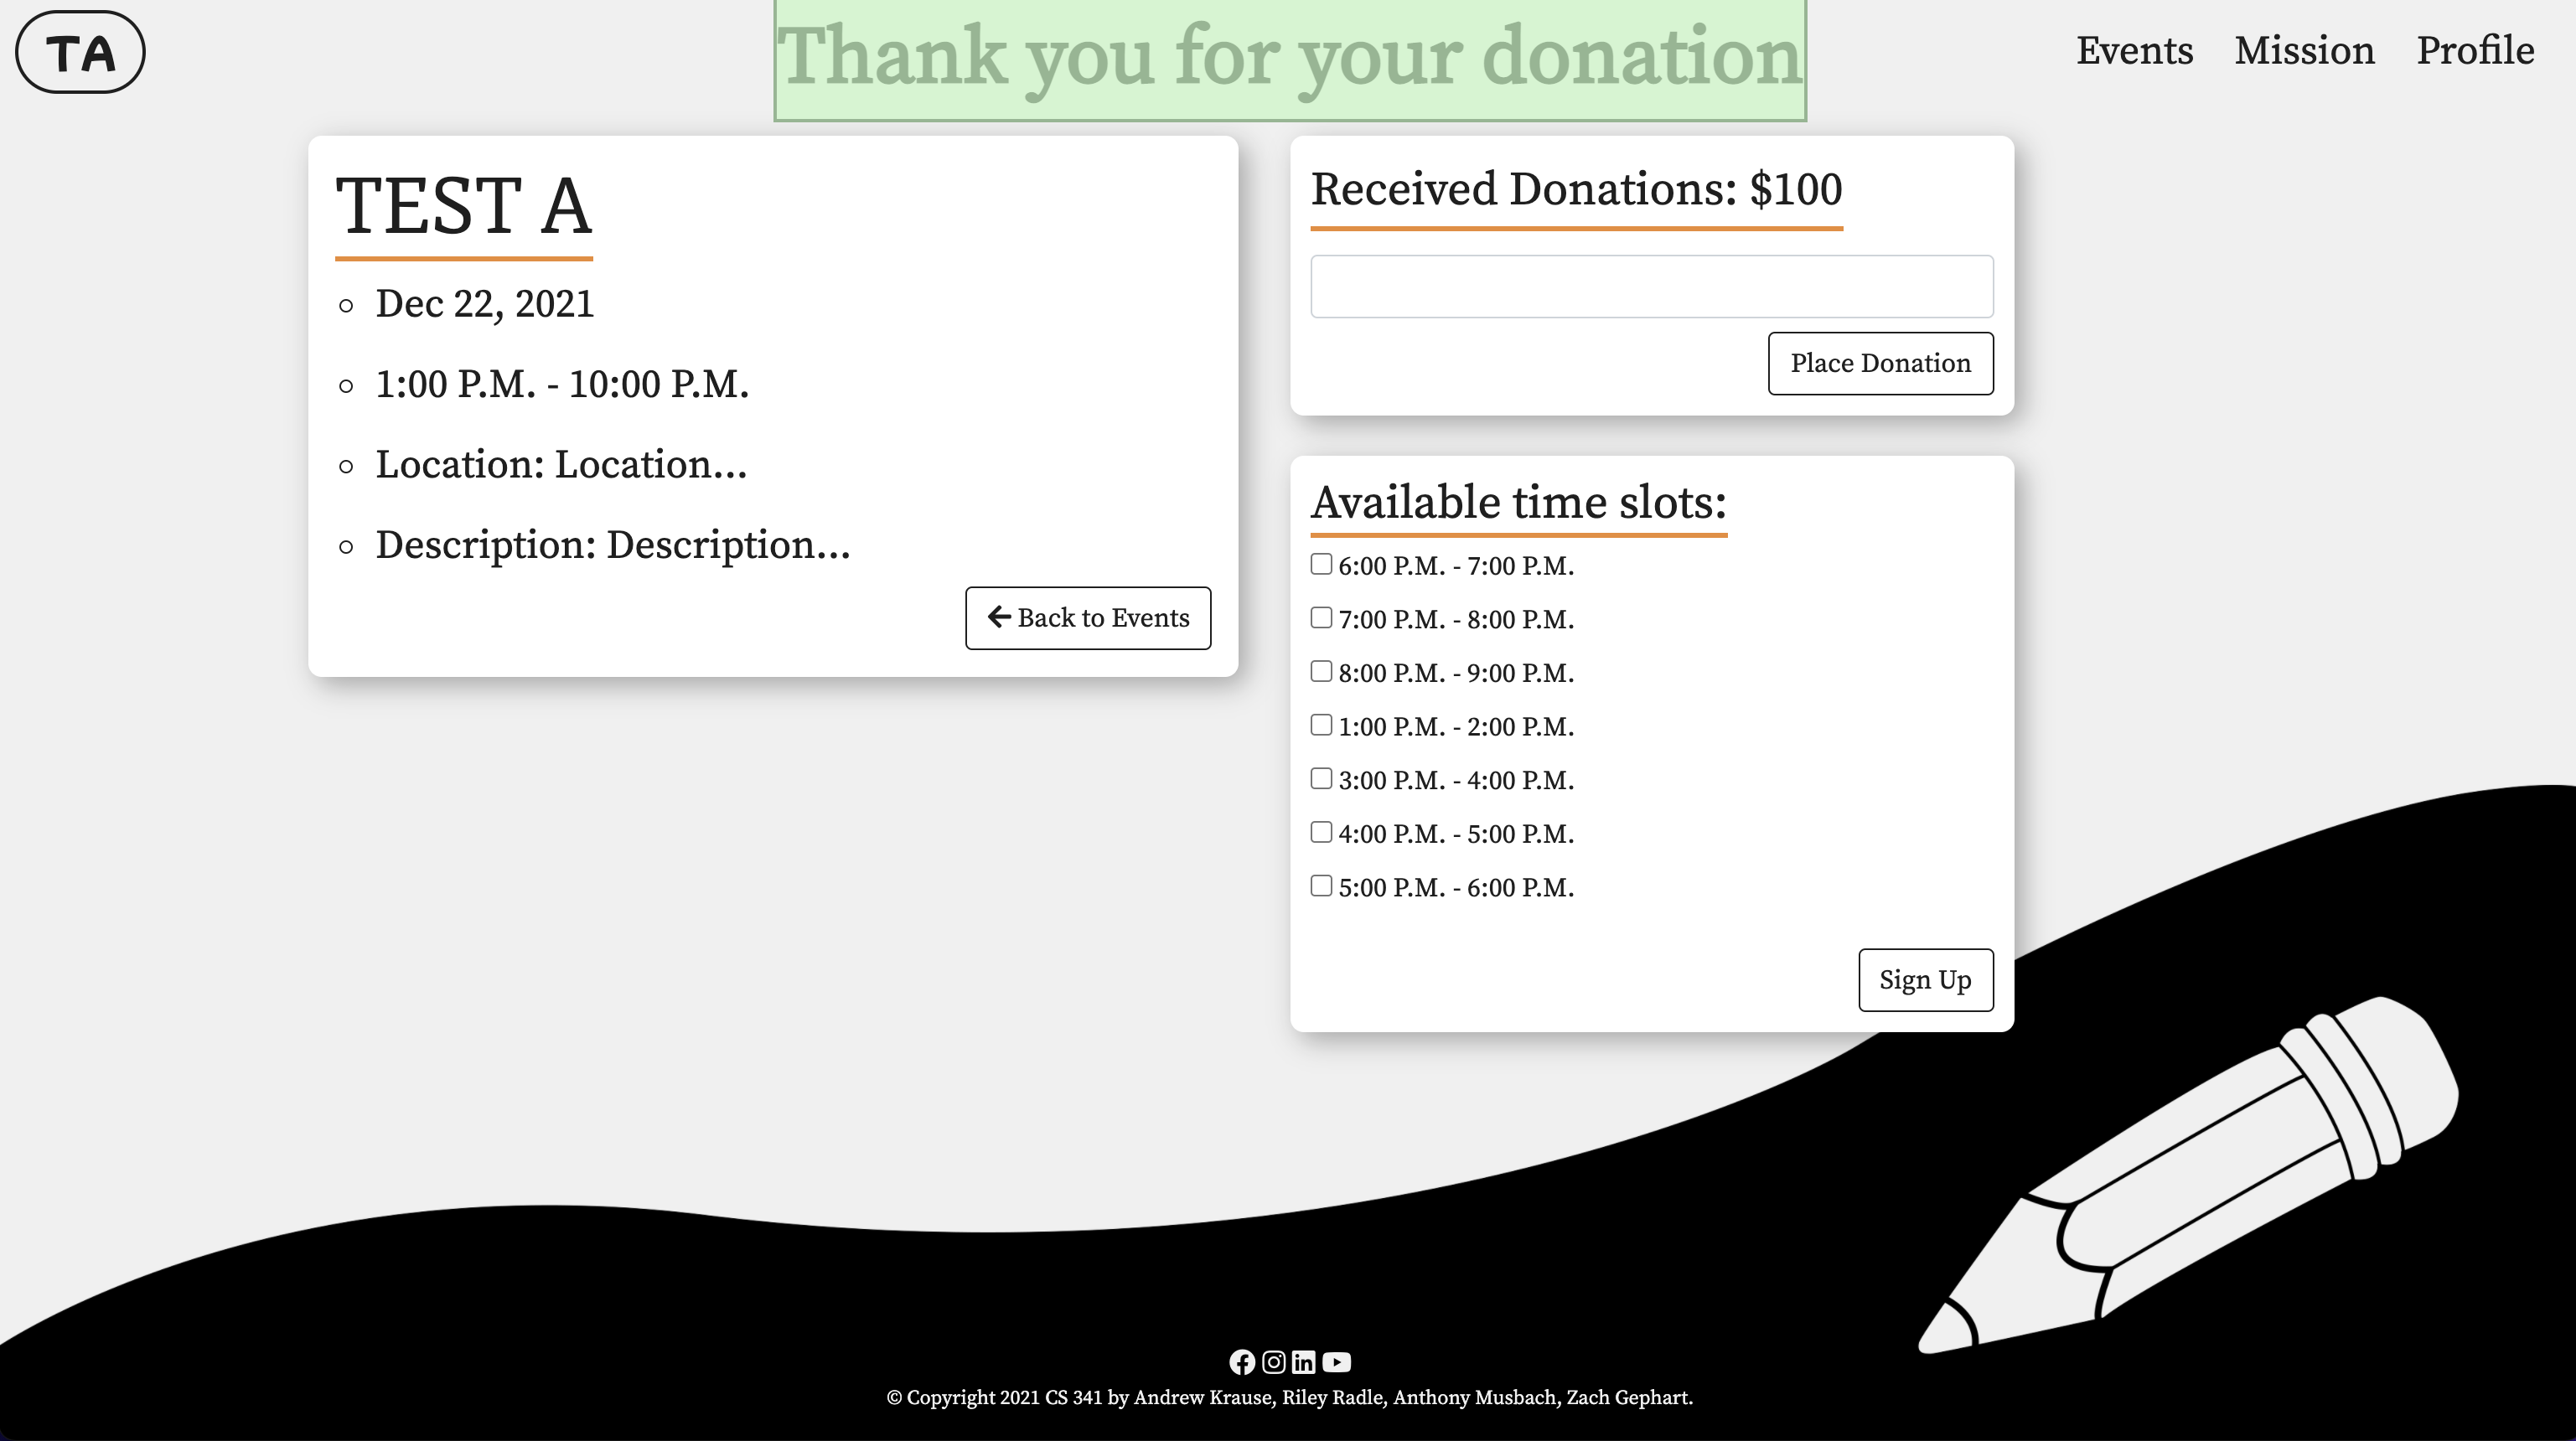 TA
Thank you for your donation
Events Mission Profile
TEST A
Dec 22, 2021
1:00 P.M. - 10:00 P.M.
Location: Location...
Description: Description...
Back to Events
Received Donations: $100
Place Donation
Available time slots:
6:00 P.M. - 7:00 P.M.
7:00 P.M. - 8:00 P.M.
8:00 P.M. - 9:00 P.M.
1:00 P.M. - 2:00 P.M.
3:00 P.M. - 4:00 P.M.
4:00 P.M. - 5:00 P.M.
5:00 P.M. - 6:00 P.M.
Sign Up
© Copyright 2021 CS 341 by Andrew Krause, Riley Radle, Anthony Musbach, Zach Gephart.